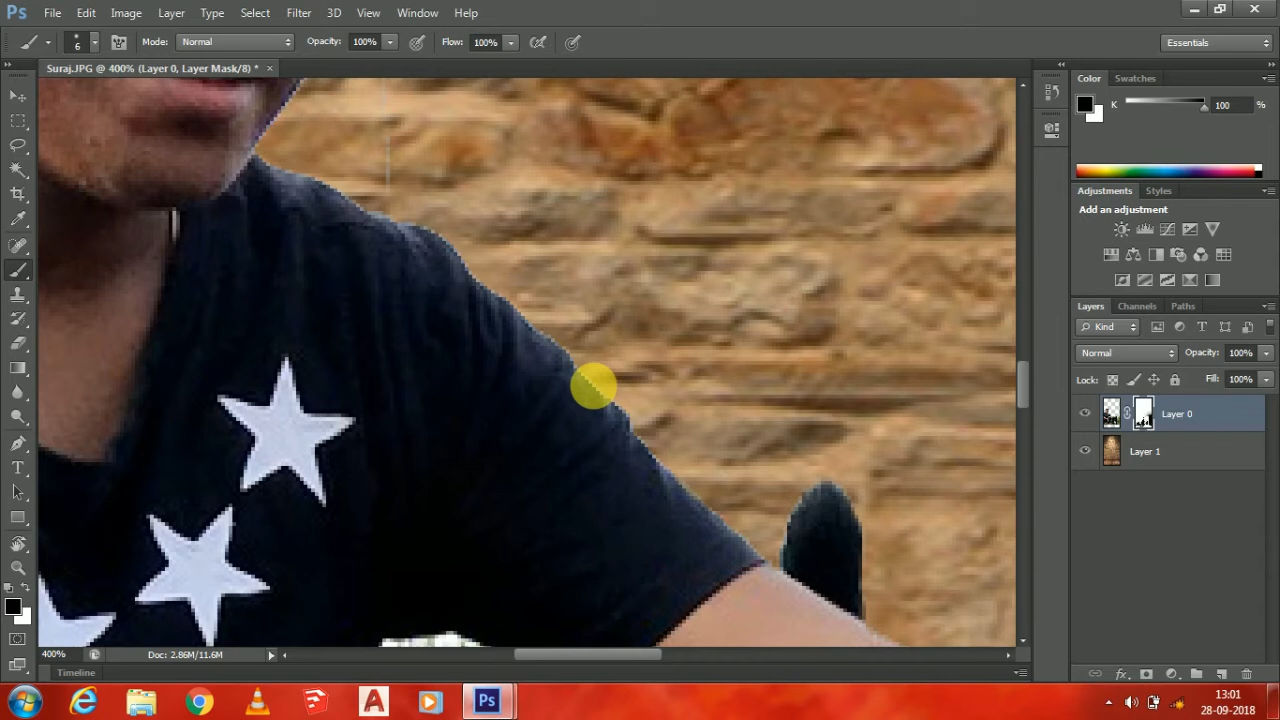 Ps File Edit Image Layer Type Select Filter 3D View Window Help
6 Mode: Normal Opacity: 100% Flow: 100% Essentials
Suraj.JPG @ 400% (Layer 0, Layer Mask/8) * ×
Color Swatches
K 100 %
Adjustments Styles
Add an adjustment
Layers Channels Paths
Kind
Normal Opacity: 100%
Lock: Fill: 100%
Layer 0
Layer 1
400% Doc: 2.86M/11.6M
Timeline fx
Ps 13:01
28-09-2018